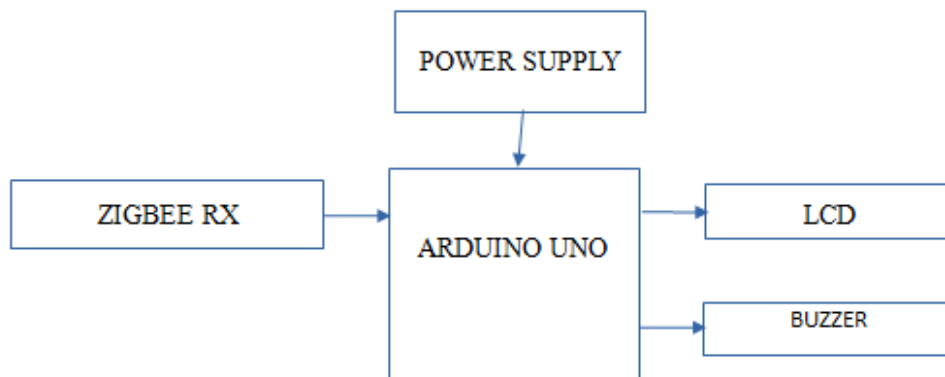 POWER SUPPLY
ZIGBEE RX
ARDUINO UNO
LCD
BUZZER